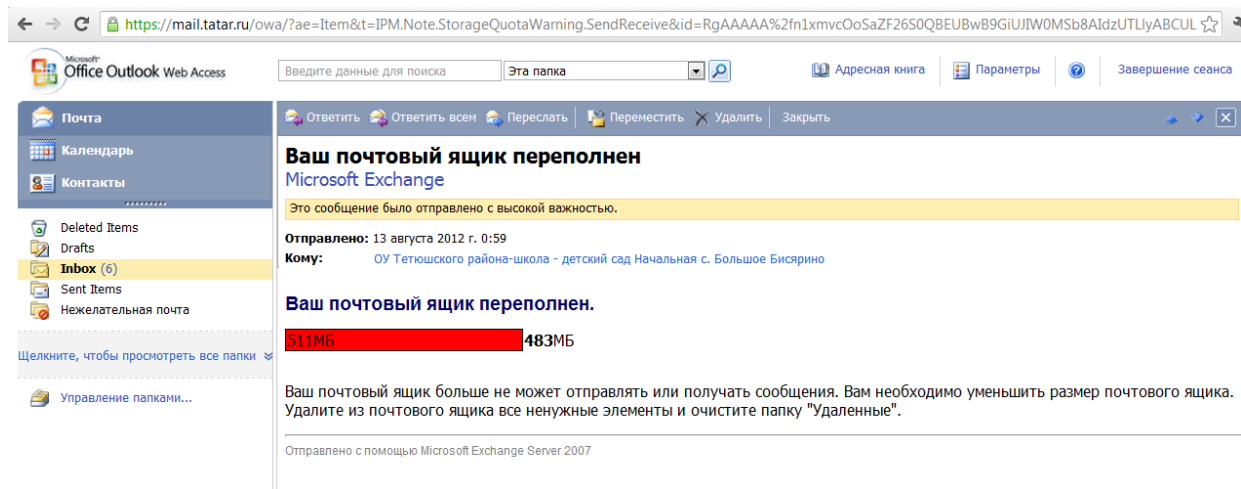 https://mail.tatar.ru/owa/?ae=Item&t=IPM.Note.StorageQuotaWarning.SendReceive&id=RgAAAAA%2fn1xmvcOoSaZF26S0QBEUBwB9GiUJIW0MSb8AIdzUTLlyABCUL
Microsoft
Office Outlook Web Access
Введите данные для поиска
Эта папка
Адресная книга
Параметры
Завершение сеанса
Почта
Календарь
Контакты
Deleted Items
Drafts
Inbox (6)
Sent Items
Нежелательная почта
Щелкните, чтобы просмотреть все папки
Управление папками...
Ответить Ответить всем Переслать Переместить Удалить Закрыть
Ваш почтовый ящик переполнен
Microsoft Exchange
Это сообщение было отправлено с высокой важностью.
Отправлено: 13 августа 2012 г. 0:59
Кому: ОУ Тетюшского района-школа - детский сад Начальная с. Большое Бисярино
Ваш почтовый ящик переполнен.
511МБ 483МБ
Ваш почтовый ящик больше не может отправлять или получать сообщения. Вам необходимо уменьшить размер почтового ящика.
Удалите из почтового ящика все ненужные элементы и очистите папку "Удаленные".
Отправлено с помощью Microsoft Exchange Server 2007